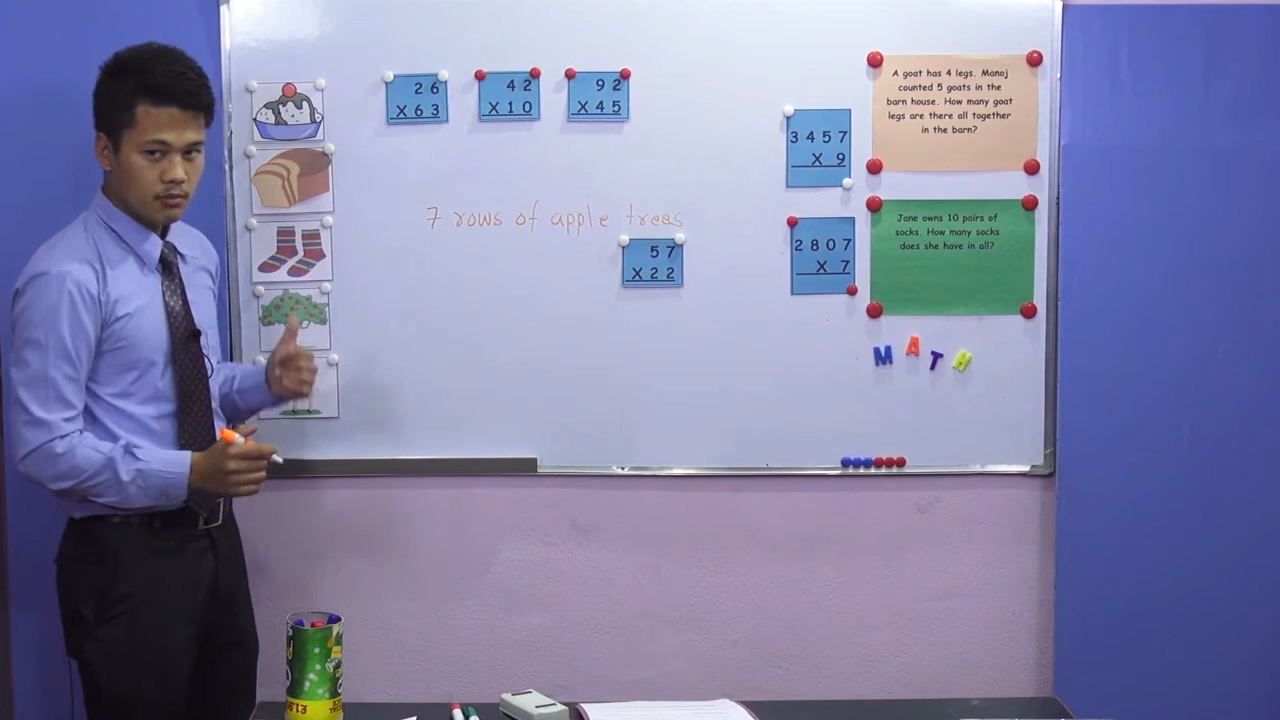 26
X63
42
X10
92
X45
7 rows of apple trees
57
X22
3457
X 9
2807
X 7
A goat has 4 legs. Manoj
counted 5 goats in the
barn house. How many goat
legs are there all together
in the barn?
Jane owns 10 pairs of
socks. How many socks
does she have in all?
MATH